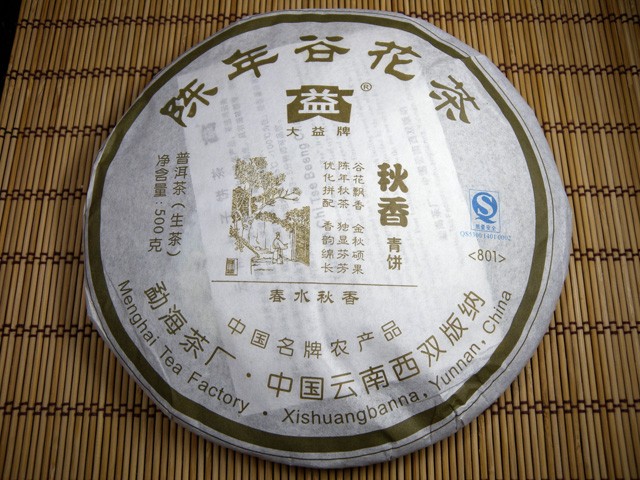 陈年谷花茶
益
®
大益牌
普洱茶（生茶）
净含量：500克
秋香
青饼
谷花飘香 金秋硕果
陈年秋茶 独显芬芳
优化拼配 香韵绵长
<801>
春水秋香
中国名牌农产品
勐海茶厂·中国云南西双版纳
Menghai Tea Factory · Xishuangbanna, Yunnan, China